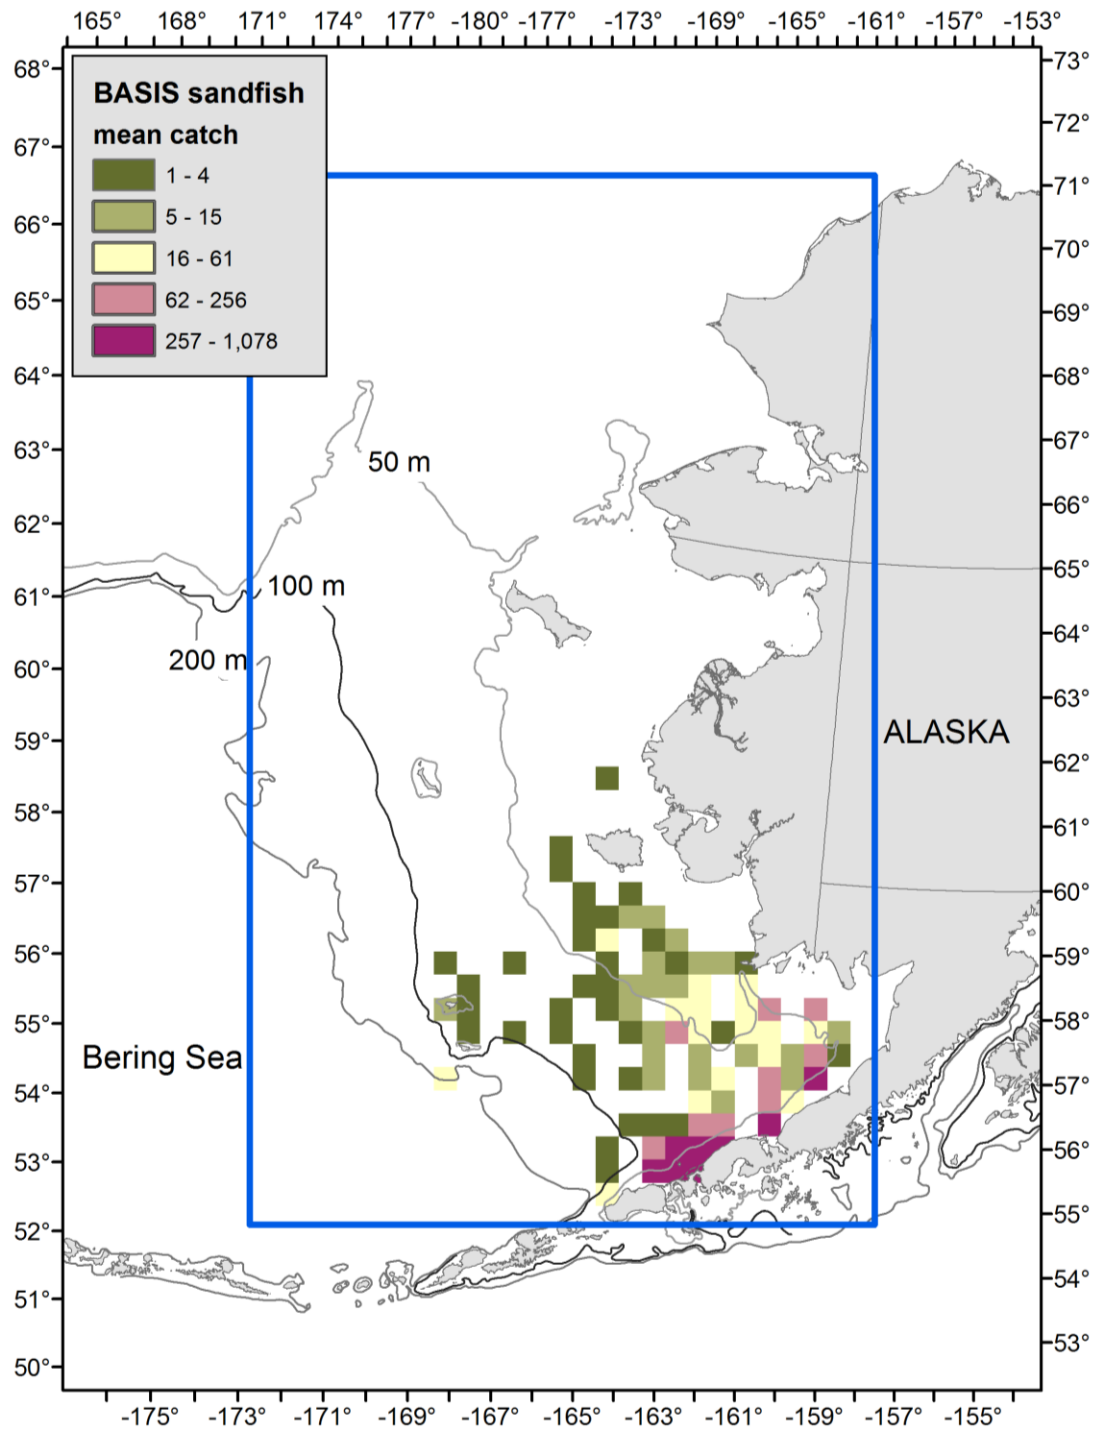 165° 168° 171° 174° 177° -180° -177° -173° -169° -165° -161° -157° -153°
BASIS sandfish
mean catch
1 - 4
5 - 15
16 - 61
62 - 256
257 - 1,078
68°
67°
66°
65°
64°
63°
62°
61°
60°
59°
58°
57°
56°
55°
54°
53°
52°
51°
50°
50 m
100 m
200 m
ALASKA
Bering Sea
73°
72°
71°
70°
69°
68°
67°
66°
65°
64°
63°
62°
61°
60°
59°
58°
57°
56°
55°
54°
53°
-175° -173° -171° -169° -167° -165° -163° -161° -159° -157° -155°